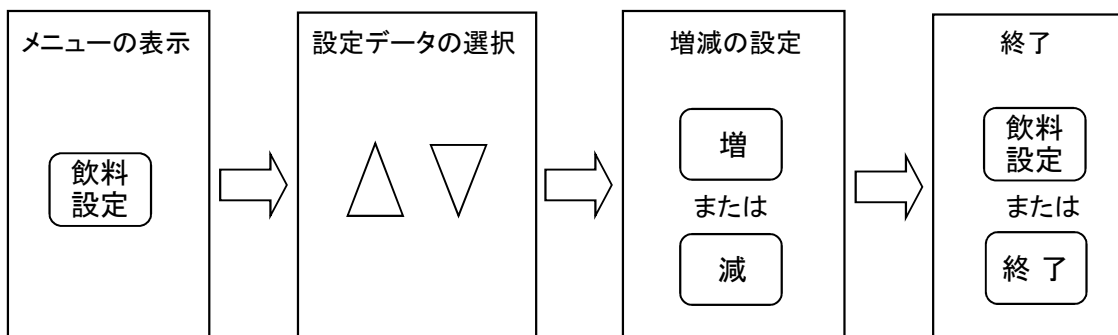 メニューの表示
飲料
設定
設定データの選択
増減の設定
増
または
減
終了
飲料
設定
または
終 了